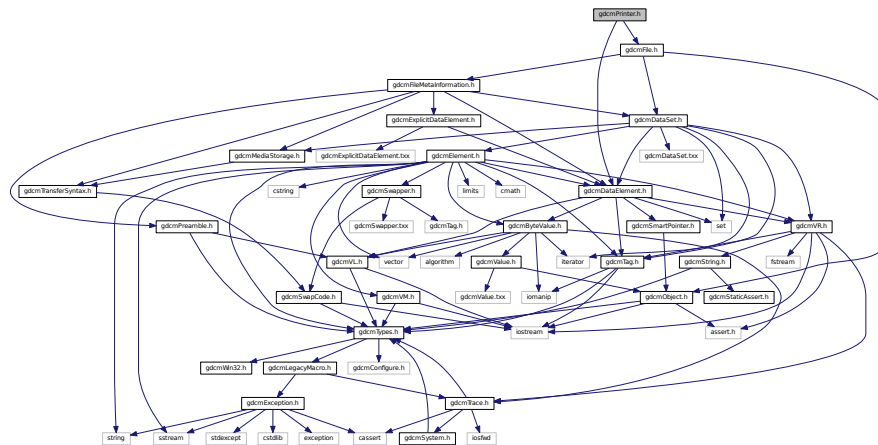 gdcmPrinter.h
gdcmFile.h
gdcmFileMetaInformation.h
gdcmExplicitDataElement.h
gdcmDataSet.h
gdcmMediaStorage.h
gdcmExplicitDataElement.txx
gdcmElement.h
gdcmDataSet.txx
gdcmTransferSyntax.h
cstring
gdcmSwapper.h
limits
cmath
gdcmDataElement.h
gdcmPreamble.h
gdcmSwapper.txx
gdcmTag.h
gdcmByteValue.h
gdcmSmartPointer.h
set
gdcmVR.h
gdcmVL.h
vector
algorithm
gdcmValue.h
iterator
gdcmTag.h
gdcmString.h
fstream
gdcmSwapCode.h
gdcmVM.h
gdcmValue.txx
iomanip
gdcmObject.h
gdcmStaticAssert.h
gdcmTypes.h
iostream
assert.h
gdcmWin32.h
gdcmLegacyMacro.h
gdcmConfigure.h
gdcmException.h
gdcmTrace.h
string
sstream
stdexcept
cstdlib
exception
cassert
gdcmSystem.h
iosfwd